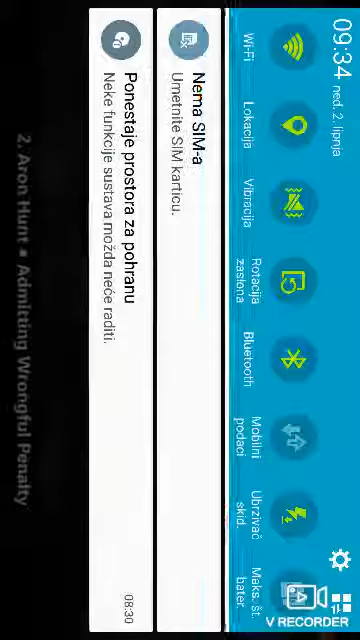 09:34 ned. 2. lipnja
Wi-Fi
Lokacija
Vibracija
Rotacija
zaslona
Bluetooth
Mobilni
podaci
Ubrzivač
skid.
Maks. št.
bater.
V RECORDER
Nema SIM-a
Umetnite SIM karticu.
Ponestaje prostora za pohranu
08:30
Neke funkcije sustava možda neće raditi.
2. Aron Hunt • Admitting Wrongful Penalty